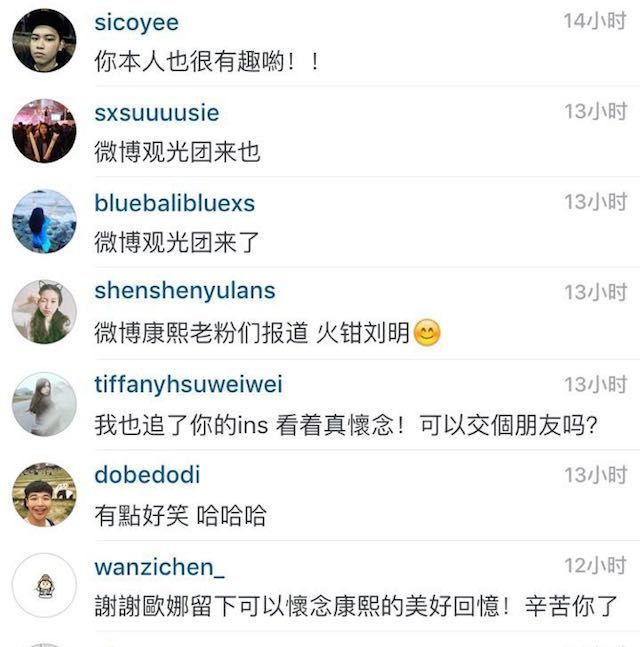 sicoyee 14小时
你本人也很有趣喲！！
sxsuuuusie 13小时
微博观光团来也
bluebalibluexs 13小时
微博观光团来了
shenshenyulans 13小时
微博康熙老粉们报道 火钳刘明😊
tiffanyhsuweiwei 13小时
我也追了你的ins 看着真懷念！可以交個朋友吗?
dobedodi 13小时
有點好笑 哈哈哈
wanzichen_ 12小时
謝謝歐娜留下可以懷念康熙的美好回憶！辛苦你了